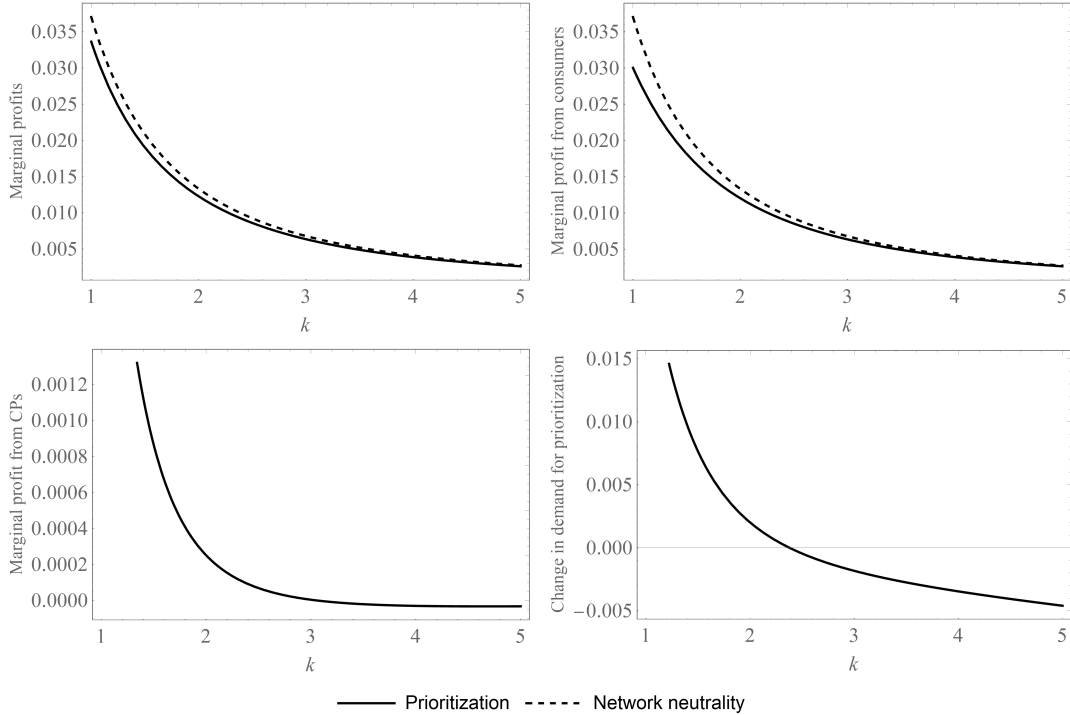 Marginal profits
0.035
0.030
0.025
0.020
0.015
0.010
0.005
1 2 3 4 5
k
Marginal profit from consumers
0.035
0.030
0.025
0.020
0.015
0.010
0.005
1 2 3 4 5
k
Marginal profit from CPs
0.0012
0.0010
0.0008
0.0006
0.0004
0.0002
0.0000
1 2 3 4 5
k
Change in demand for prioritization
0.015
0.010
0.005
0.000
−0.005
1 2 3 4 5
k
Prioritization Network neutrality